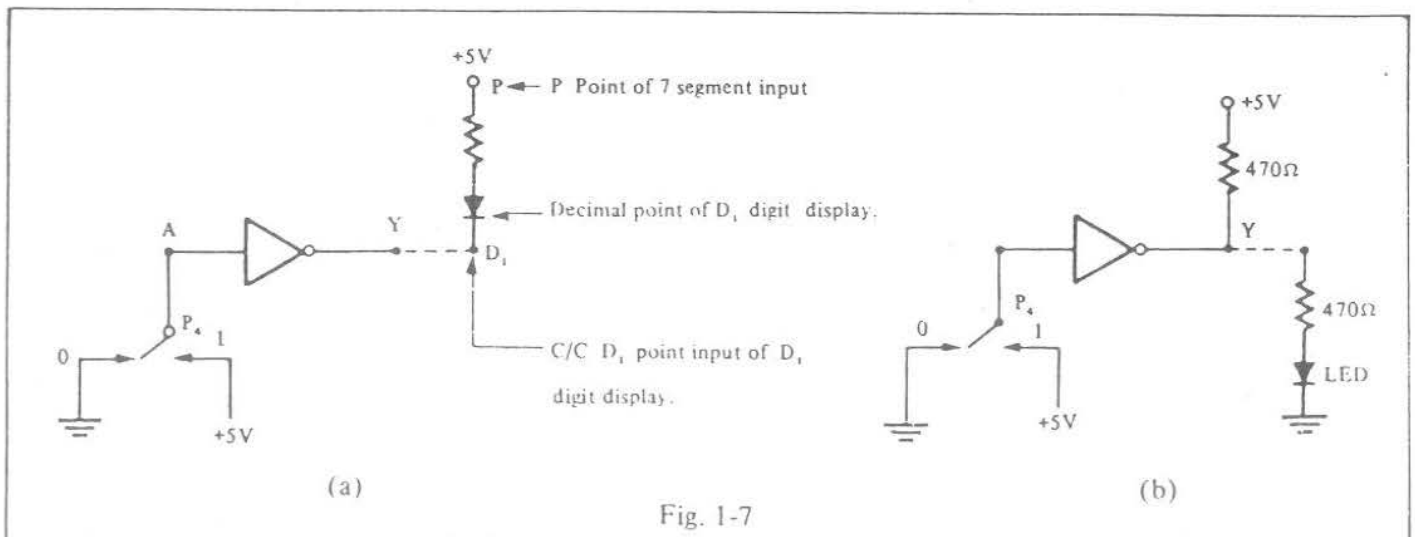 +5V
P ← P Point of 7 segment input
Decimal point of D₁ digit display.
A
Y
D₁
P₄
0
1
+5V
C/C D₁ point input of D₁
digit display.
(a)
+5V
470Ω
Y
P₄
0
1
+5V
470Ω
LED
(b)
Fig. 1-7